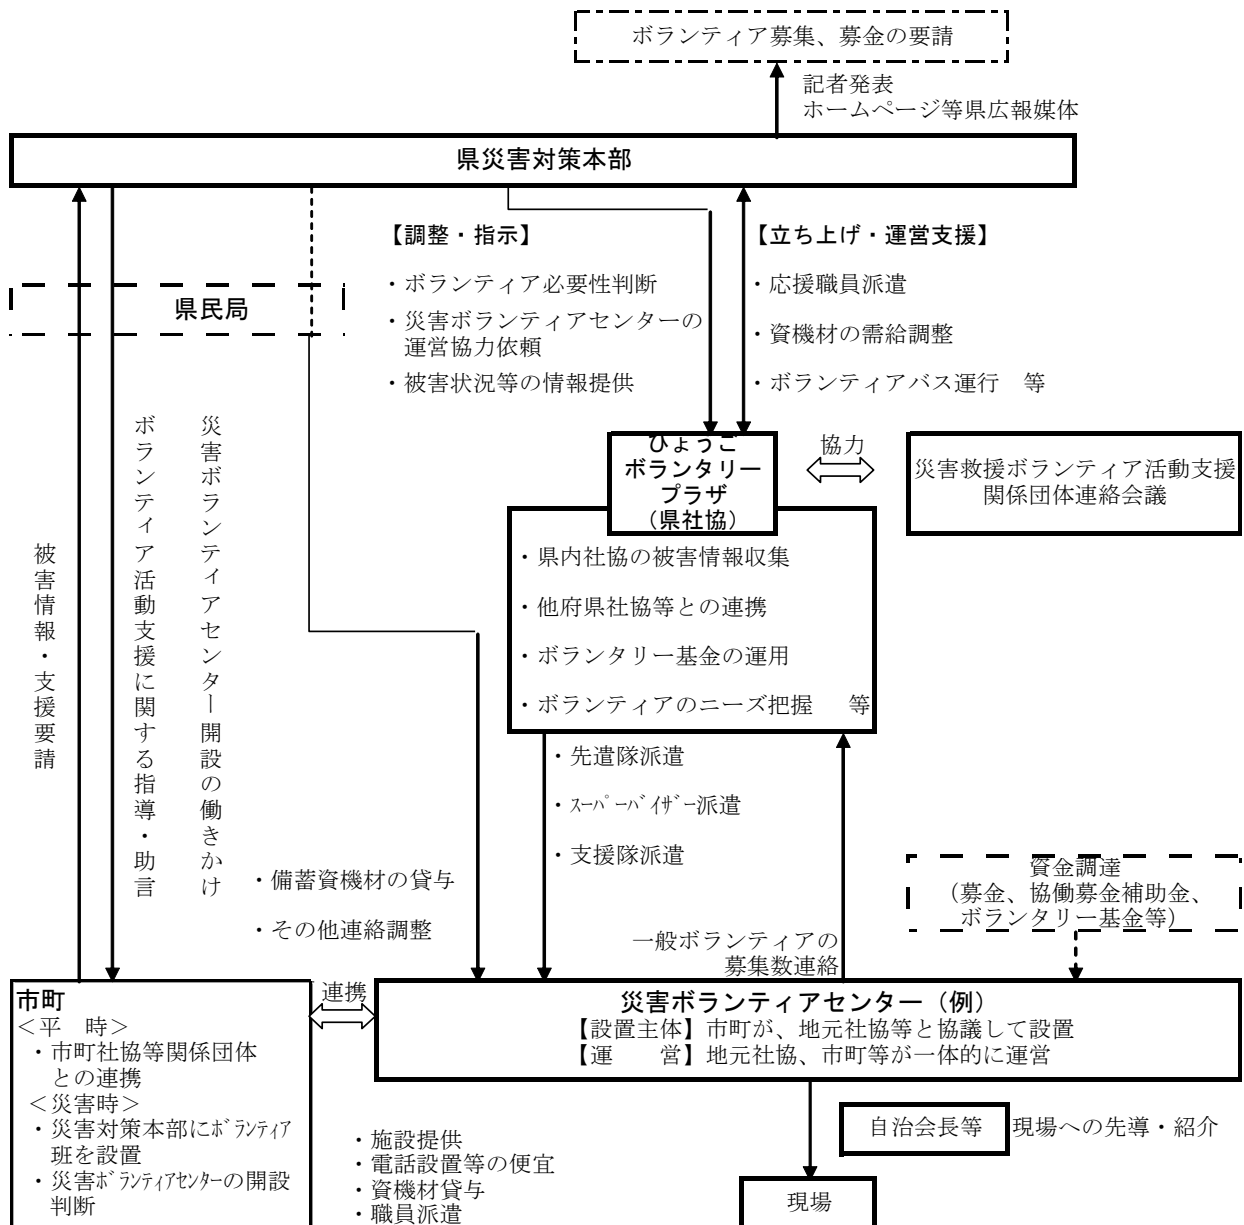 ボランティア募集、募金の要請
記者発表
ホームページ等県広報媒体
県災害対策本部
【調整・指示】
・ボランティア必要性判断
・災害ボランティアセンターの
運営協力依頼
・被害状況等の情報提供
【立ち上げ・運営支援】
・応援職員派遣
・資機材の需給調整
・ボランティアバス運行 等
県民局
災害ボランティアセンター開設の働きかけ
ボランティア活動支援に関する指導・助言
被害情報・支援要請
ひょうご
ボランタリー
プラザ
（県社協）
協力
災害救援ボランティア活動支援
関係団体連絡会議
・県内社協の被害情報収集
・他府県社協等との連携
・ボランタリー基金の運用
・ボランティアのニーズ把握 等
・先遣隊派遣
・スーパーバイザー派遣
・支援隊派遣
・備蓄資機材の貸与
・その他連絡調整
一般ボランティアの
募集数連絡
資金調達
（募金、協働募金補助金、
ボランタリー基金等）
市町
＜平 時＞
・市町社協等関係団体
との連携
＜災害時＞
・災害対策本部にボランティア
班を設置
・災害ボランティアセンターの開設
判断
連携
災害ボランティアセンター（例）
【設置主体】市町が、地元社協等と協議して設置
【運 営】地元社協、市町等が一体的に運営
・施設提供
・電話設置等の便宜
・資機材貸与
・職員派遣
自治会長等
現場への先導・紹介
現場